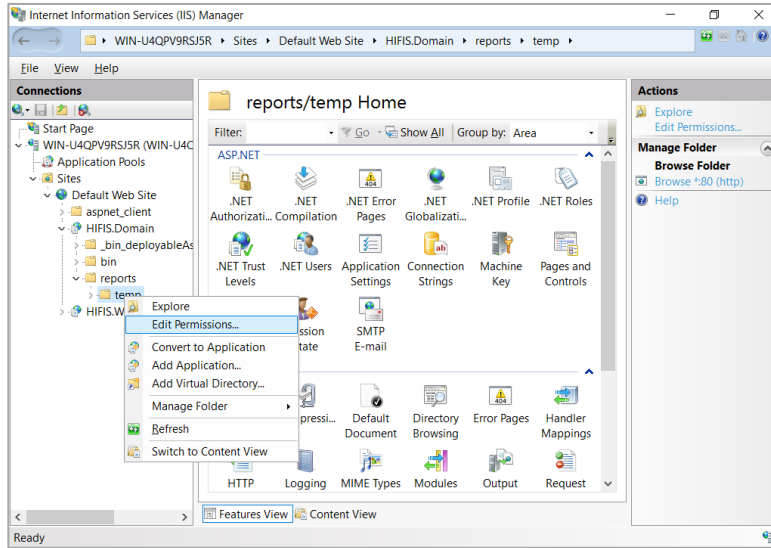 Internet Information Services (IIS) Manager
WIN-U4QPV9RSJ5R ▸ Sites ▸ Default Web Site ▸ HIFIS.Domain ▸ reports ▸ temp ▸
File View Help
Connections
Start Page
WIN-U4QPV9RSJ5R (WIN-U4C
Application Pools
Sites
Default Web Site
aspnet_client
HIFIS.Domain
_bin_deployableAs
bin
reports
temp
HIFIS.W
Explore
Edit Permissions...
Convert to Application
Add Application...
Add Virtual Directory...
Manage Folder
Refresh
Switch to Content View
reports/temp Home
Filter: Go Show All Group by: Area
ASP.NET
.NET Authorizati...
.NET Compilation
.NET Error Pages
.NET Globalizati...
.NET Profile
.NET Roles
.NET Trust Levels
.NET Users
Application Settings
Connection Strings
Machine Key
Pages and Controls
ssion
tate
SMTP E-mail
pressi...
Default Document
Directory Browsing
Error Pages
Handler Mappings
HTTP
Logging
MIME Types
Modules
Output
Request
Features View Content View
Actions
Explore
Edit Permissions...
Manage Folder
Browse Folder
Browse *:80 (http)
Help
Ready